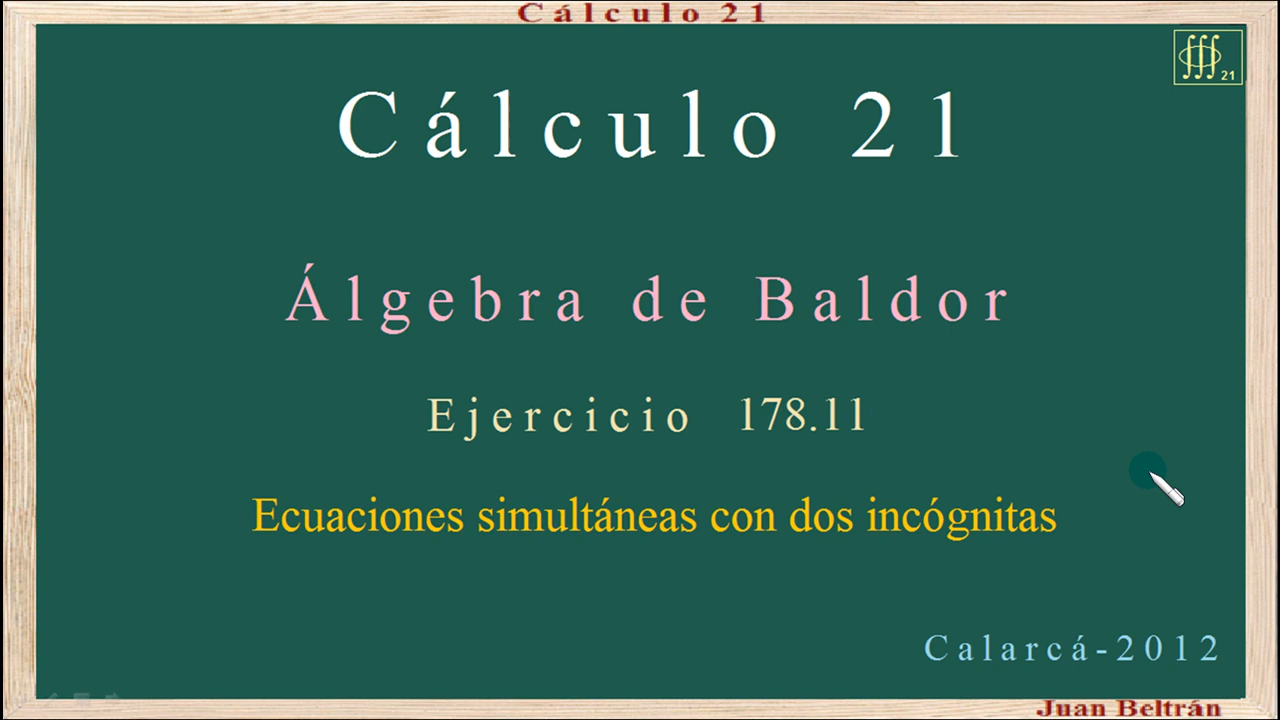 Cálculo 21
∯ 21
Cálculo 21
Álgebra de Baldor
Ejercicio 178.11
Ecuaciones simultáneas con dos incógnitas
Calarcá-2012
Juan Beltrán